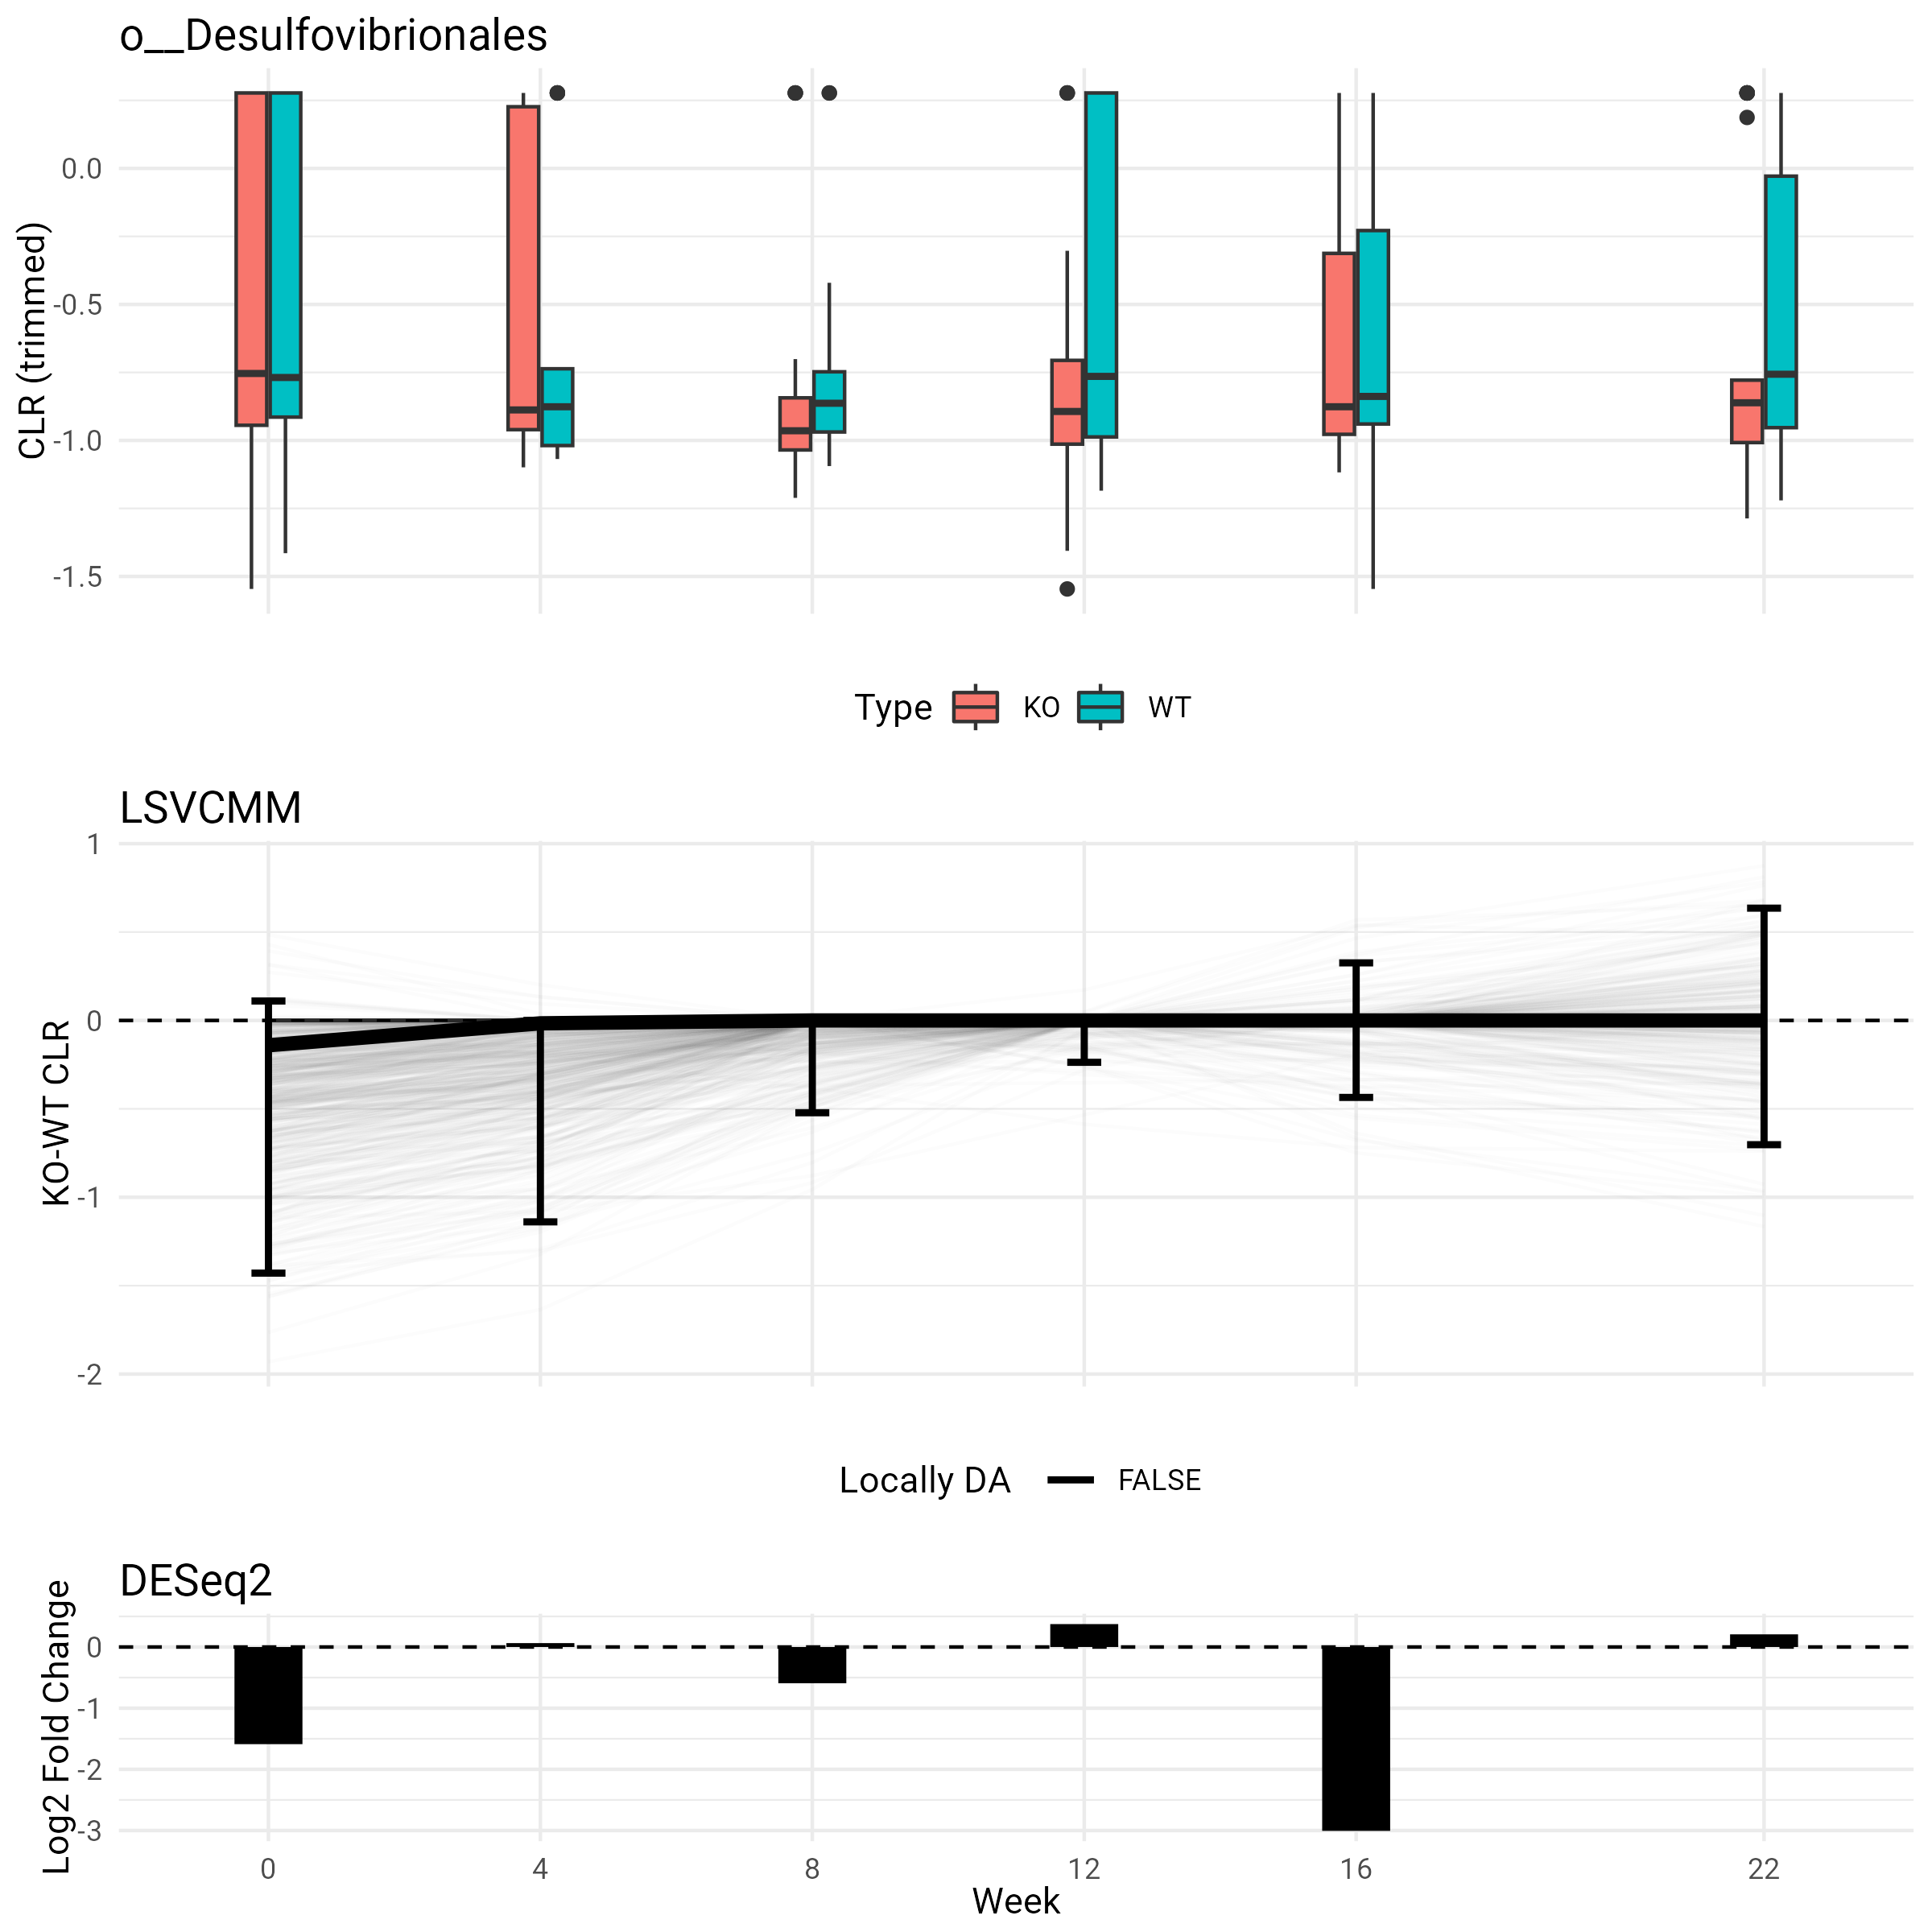 o__Desulfovibrionales
CLR (trimmed)
0.0
-0.5
-1.0
-1.5
Type KO WT
LSVCMM
KO-WT CLR
1
0
-1
-2
Locally DA FALSE
DESeq2
Log2 Fold Change
0
-1
-2
-3
0 4 8 12 16 22
Week